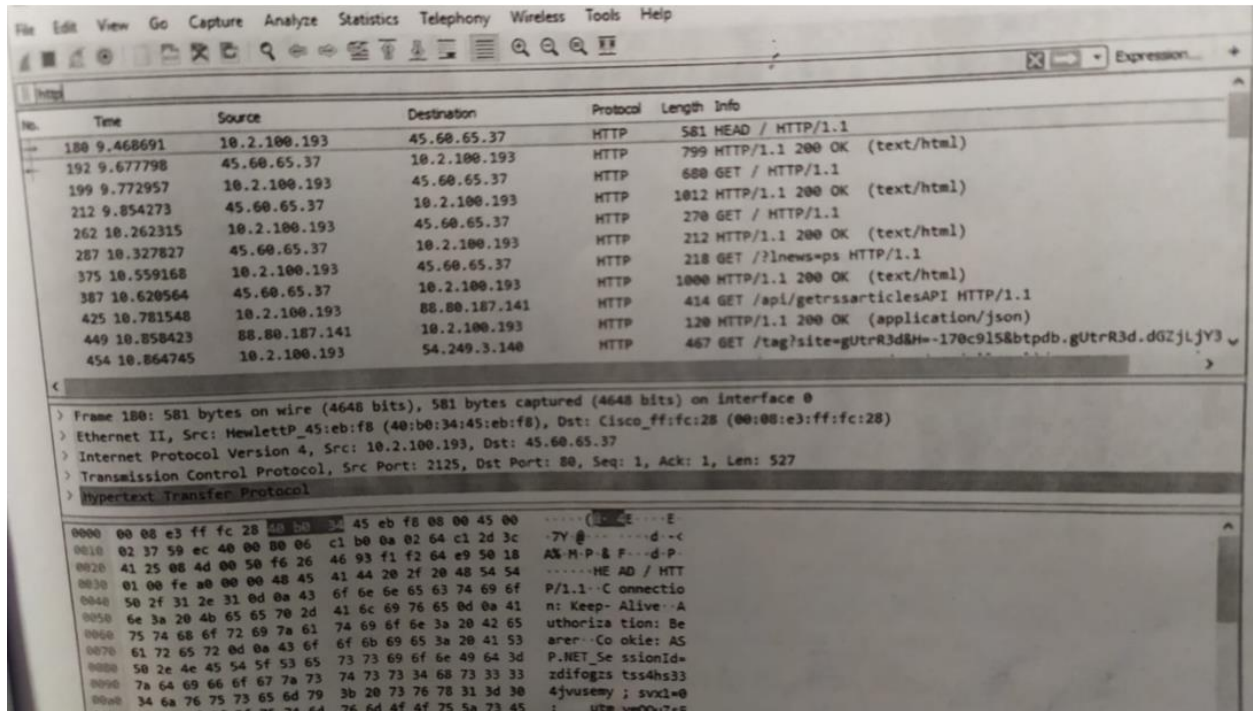 File Edit View Go Capture Analyze Statistics Telephony Wireless Tools Help
Expression... +
http
No. Time Source Destination Protocol Length Info
180 9.468691 10.2.100.193 45.60.65.37 HTTP 581 HEAD / HTTP/1.1
192 9.677798 45.60.65.37 10.2.100.193 HTTP 799 HTTP/1.1 200 OK (text/html)
199 9.772957 10.2.100.193 45.60.65.37 HTTP 680 GET / HTTP/1.1
212 9.854273 45.60.65.37 10.2.100.193 HTTP 1012 HTTP/1.1 200 OK (text/html)
262 10.262315 10.2.100.193 45.60.65.37 HTTP 270 GET / HTTP/1.1
287 10.327827 45.60.65.37 10.2.100.193 HTTP 212 HTTP/1.1 200 OK (text/html)
375 10.559168 10.2.100.193 45.60.65.37 HTTP 218 GET /?lnews=ps HTTP/1.1
387 10.620564 45.60.65.37 10.2.100.193 HTTP 1000 HTTP/1.1 200 OK (text/html)
425 10.781548 10.2.100.193 88.80.187.141 HTTP 414 GET /api/getrssarticlesAPI HTTP/1.1
449 10.858423 88.80.187.141 10.2.100.193 HTTP 120 HTTP/1.1 200 OK (application/json)
454 10.864745 10.2.100.193 54.249.3.140 HTTP 467 GET /tag?site=gUtrR3d&H=-170c9l5&btpdb.gUtrR3d.dGZjLjY3
> Frame 180: 581 bytes on wire (4648 bits), 581 bytes captured (4648 bits) on interface 0
> Ethernet II, Src: HewlettP_45:eb:f8 (40:b0:34:45:eb:f8), Dst: Cisco_ff:fc:28 (00:08:e3:ff:fc:28)
> Internet Protocol Version 4, Src: 10.2.100.193, Dst: 45.60.65.37
> Transmission Control Protocol, Src Port: 2125, Dst Port: 80, Seq: 1, Ack: 1, Len: 527
> Hypertext Transfer Protocol
0000 00 08 e3 ff fc 28 40 b0 34 45 eb f8 08 00 45 00 ·····(@· 4E····E·
0010 02 37 59 ec 40 00 80 06 c1 b0 0a 02 64 c1 2d 3c ·7Y·@··· ····d·-<
0020 41 25 08 4d 00 50 f6 26 46 93 f1 f2 64 e9 50 18 A%·M·P·& F···d·P·
0030 01 00 fe a0 00 00 48 45 41 44 20 2f 20 48 54 54 ······HE AD / HTT
0040 50 2f 31 2e 31 0d 0a 43 6f 6e 6e 65 63 74 69 6f P/1.1··C onnectio
0050 6e 3a 20 4b 65 65 70 2d 41 6c 69 76 65 0d 0a 41 n: Keep- Alive··A
0060 75 74 68 6f 72 69 7a 61 74 69 6f 6e 3a 20 42 65 uthoriza tion: Be
0070 61 72 65 72 0d 0a 43 6f 6f 6b 69 65 3a 20 41 53 arer··Co okie: AS
0080 50 2e 4e 45 54 5f 53 65 73 73 69 6f 6e 49 64 3d P.NET_Se ssionId=
0090 7a 64 69 66 6f 67 7a 73 74 73 73 34 68 73 33 33 zdifogzs tss4hs33
00a0 34 6a 76 75 73 65 6d 79 3b 20 73 76 78 31 3d 30 4jvusemy ; svx1=0
76 6d 4f 4f 75 5a 73 45